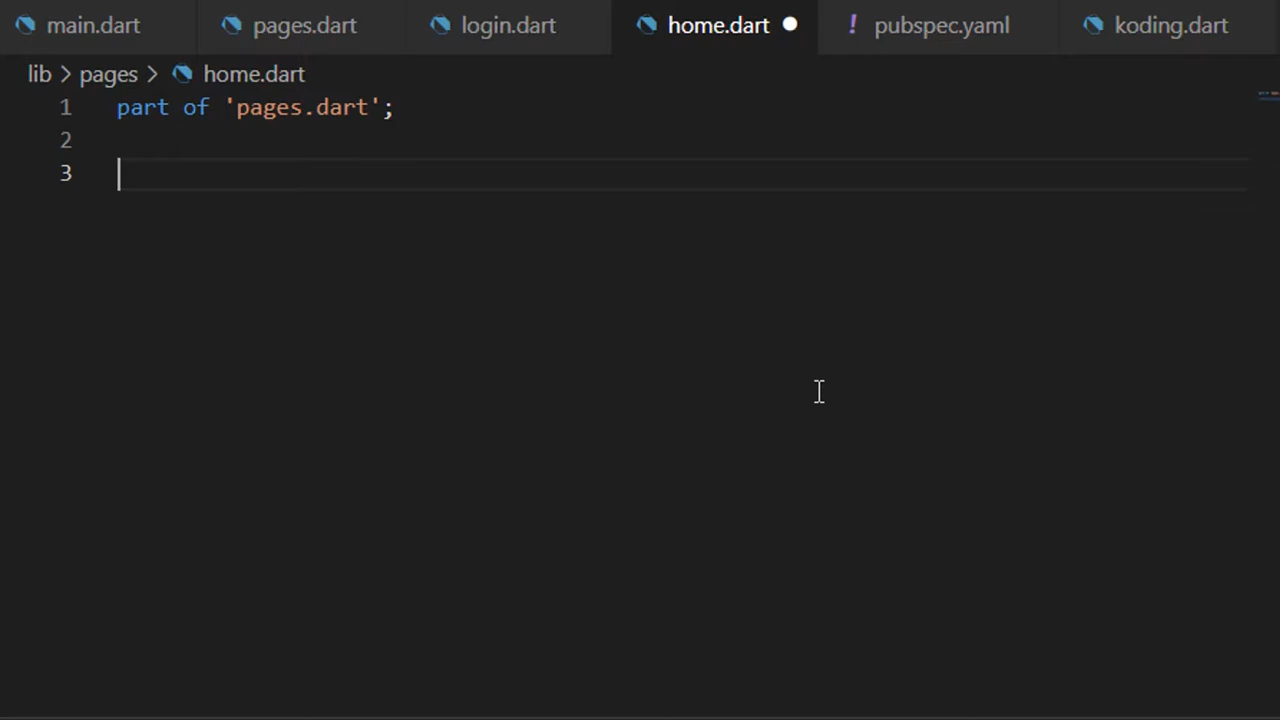 main.dart pages.dart login.dart home.dart ! pubspec.yaml koding.dart
lib > pages > home.dart
1 part of 'pages.dart';
2
3